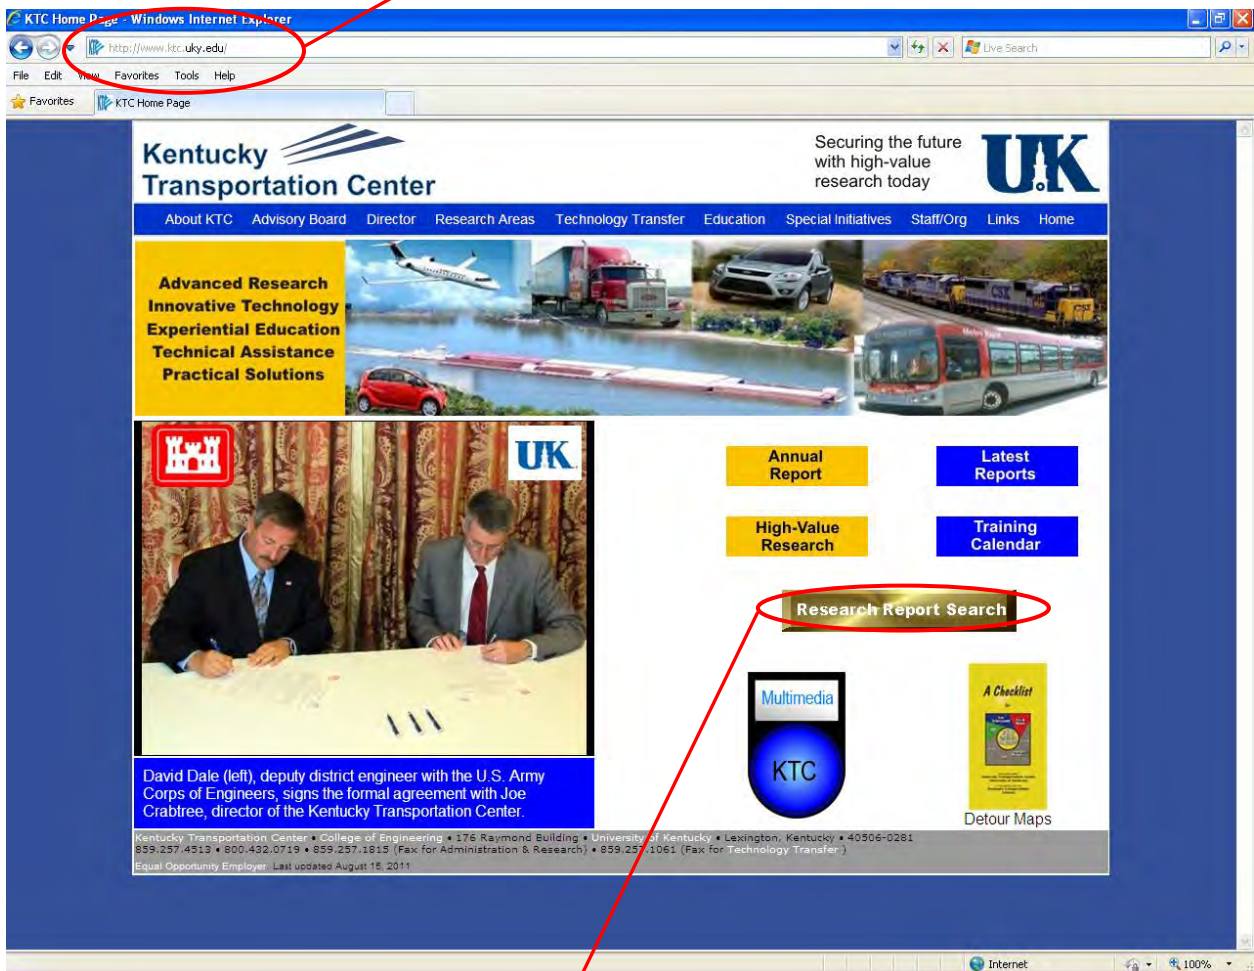 KTC Home Page - Windows Internet Explorer
http://www.ktc.uky.edu/
Live Search
File Edit View Favorites Tools Help
Favorites
KTC Home Page
Kentucky
Transportation Center
Securing the future
with high-value
research today
UK
About KTC Advisory Board Director Research Areas Technology Transfer Education Special Initiatives Staff/Org Links Home
Advanced Research
Innovative Technology
Experiential Education
Technical Assistance
Practical Solutions
CSX
UK
Annual
Report
Latest
Reports
High-Value
Research
Training
Calendar
Research Report Search
Multimedia
KTC
A Checklist
Detour Maps
David Dale (left), deputy district engineer with the U.S. Army
Corps of Engineers, signs the formal agreement with Joe
Crabtree, director of the Kentucky Transportation Center.
Kentucky Transportation Center • College of Engineering • 176 Raymond Building • University of Kentucky • Lexington, Kentucky • 40506-0281
859.257.4513 • 800.432.0719 • 859.257.1815 (Fax for Administration & Research) • 859.257.1061 (Fax for Technology Transfer )
Equal Opportunity Employer Last updated August 15, 2011
Internet
100%